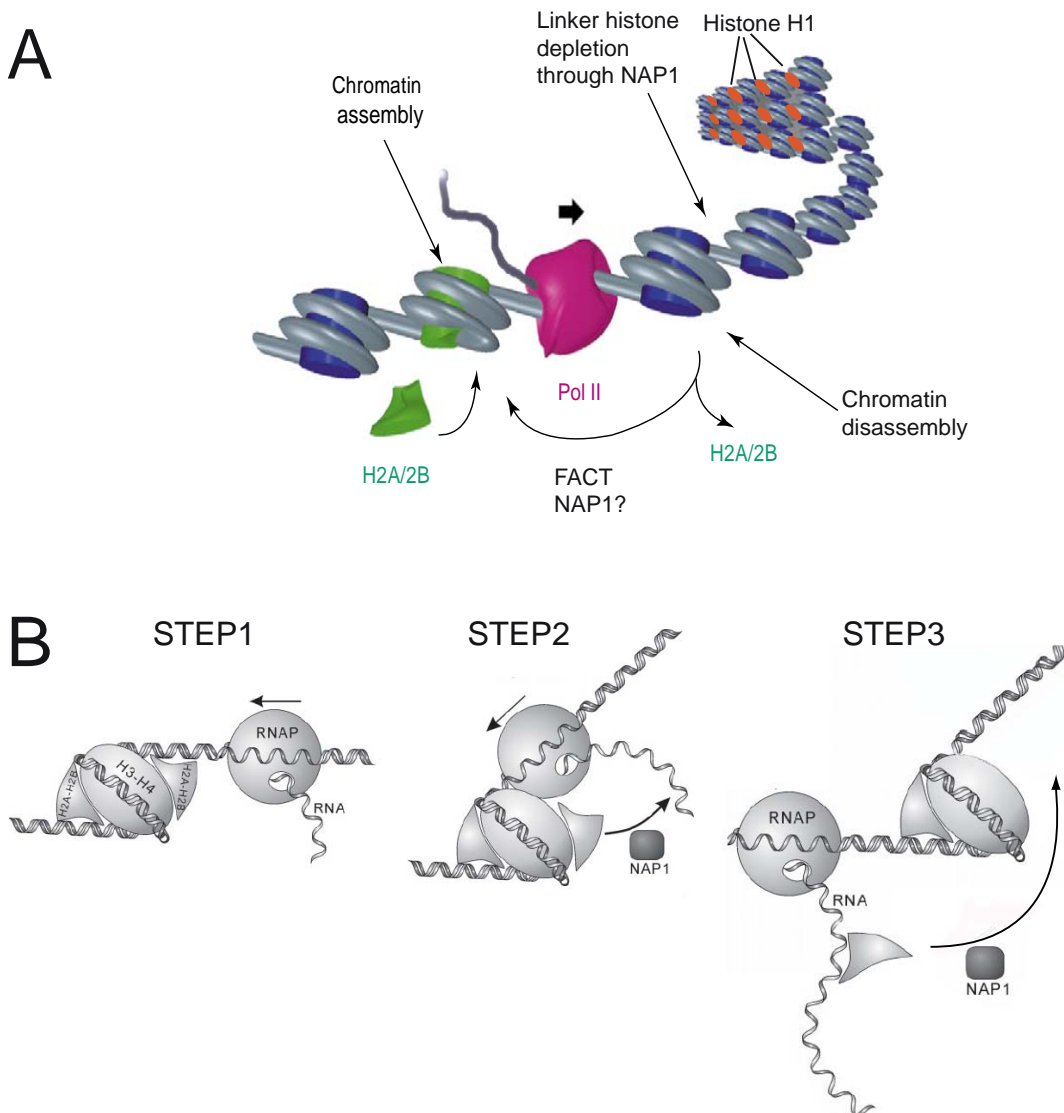 A
Linker histone
depletion
through NAP1
Histone H1
Chromatin
assembly
Pol II
Chromatin
disassembly
H2A/2B
H2A/2B
FACT
NAP1?
B
STEP1
STEP2
STEP3
RNAP
H2A-H2B
H3-H4
H2A-H2B
RNA
NAP1
RNAP
RNA
NAP1